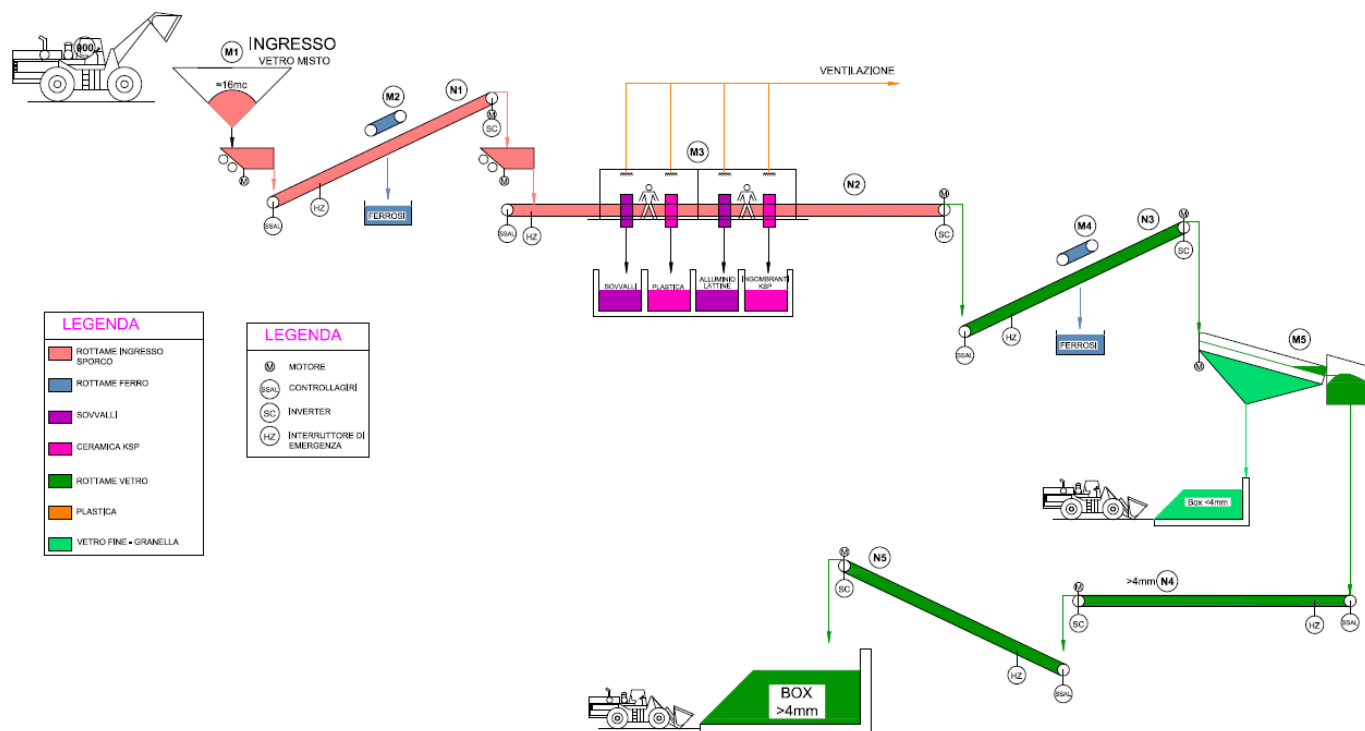 900
M1
INGRESSO
VETRO MISTO
≈16mc
M
M2
N1
M
SC
SSAL
HZ
FERROSI
M
VENTILAZIONE
M3
N2
M
SC
SSAL
HZ
SOVVALLI
PLASTICA
ALLUMINIO
LATTINE
INGOMBRANTI
KSP
M4
N3
M
SC
SSAL
HZ
FERROSI
M5
M
LEGENDA
ROTTAME INGRESSO
SPORCO
ROTTAME FERRO
SOVVALLI
CERAMICA KSP
ROTTAME VETRO
PLASTICA
VETRO FINE - GRANELLA
LEGENDA
M MOTORE
SSAL CONTROLLAGIRI
SC INVERTER
HZ INTERRUTTORE DI
EMERGENZA
Box <4mm
M
N5
SC
HZ
SSAL
>4mm N4
M
SC
HZ
SSAL
BOX
>4mm